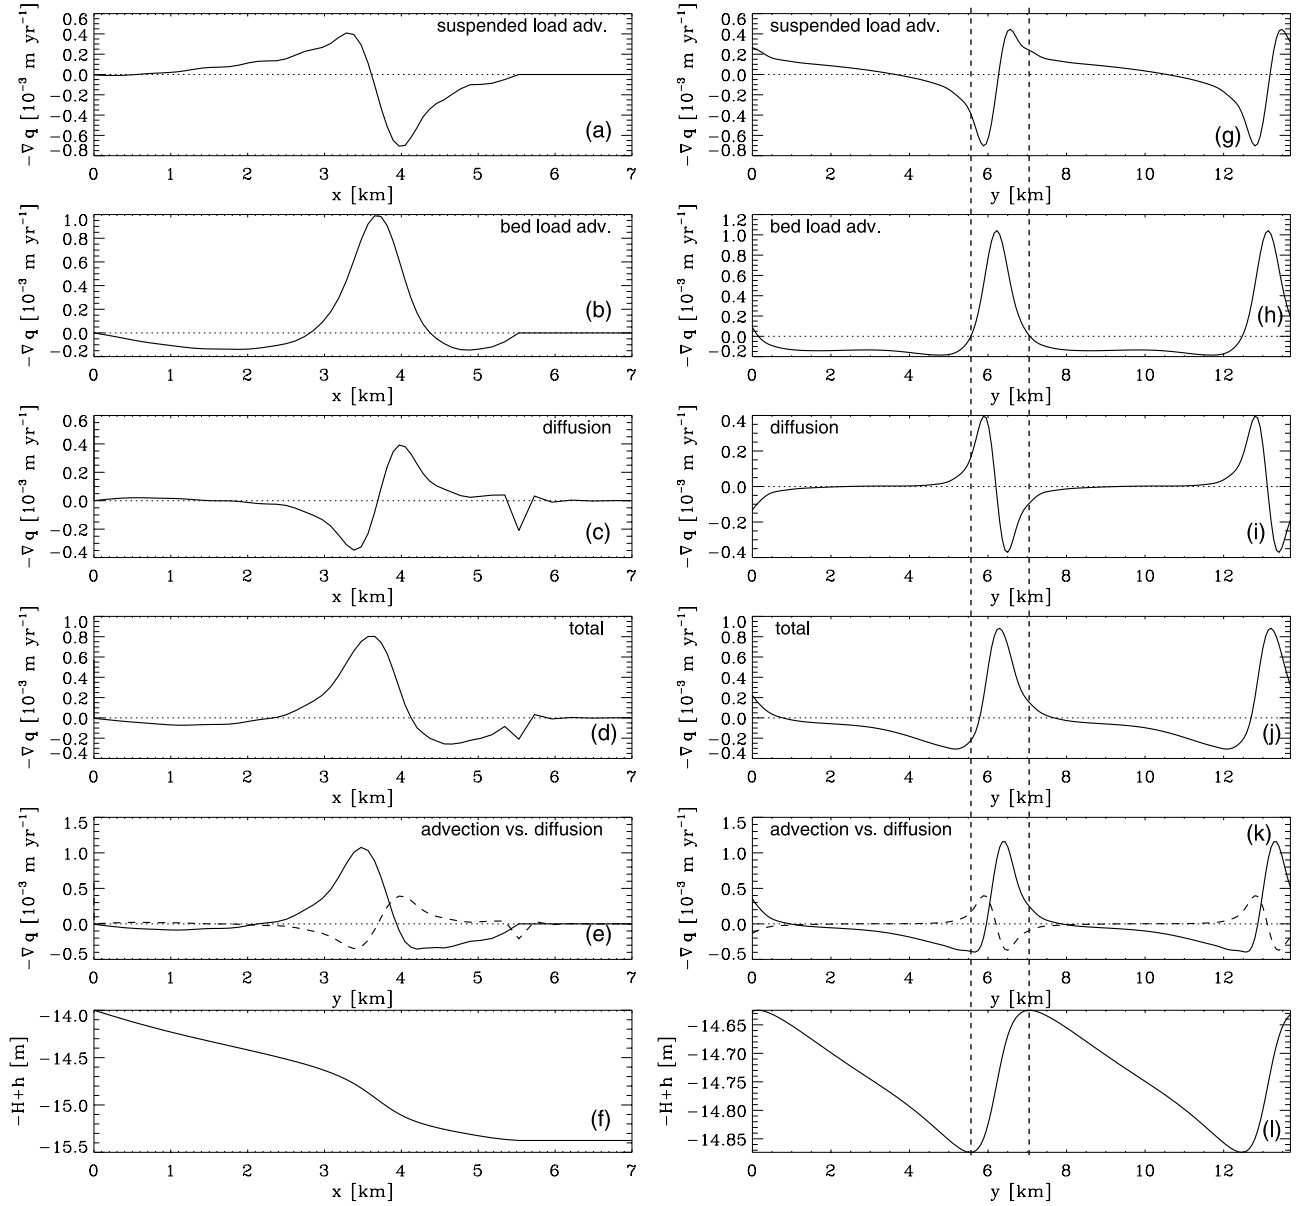 suspended load adv.
−∇ q [10−3 m yr−1]
0.6
0.4
0.2
0.0
−0.2
−0.4
−0.6
−0.8
(a)
0 1 2 3 4 5 6 7
x [km]
bed load adv.
−∇ q [10−3 m yr−1]
1.0
0.8
0.6
0.4
0.2
0.0
−0.2
(b)
0 1 2 3 4 5 6 7
x [km]
diffusion
−∇ q [10−3 m yr−1]
0.6
0.4
0.2
0.0
−0.2
−0.4
(c)
0 1 2 3 4 5 6 7
x [km]
total
−∇ q [10−3 m yr−1]
1.0
0.8
0.6
0.4
0.2
0.0
−0.2
−0.4
(d)
0 1 2 3 4 5 6 7
x [km]
advection vs. diffusion
−∇ q [10−3 m yr−1]
1.5
1.0
0.5
0.0
−0.5
(e)
0 1 2 3 4 5 6 7
y [km]
−H+h [m]
−14.0
−14.5
−15.0
−15.5
(f)
0 1 2 3 4 5 6 7
x [km]
suspended load adv.
−∇ q [10−3 m yr−1]
0.6
0.4
0.2
0.0
−0.2
−0.4
−0.6
−0.8
(g)
0 2 4 6 8 10 12
y [km]
bed load adv.
−∇ q [10−3 m yr−1]
1.2
1.0
0.8
0.6
0.4
0.2
0.0
−0.2
(h)
0 2 4 6 8 10 12
y [km]
diffusion
−∇ q [10−3 m yr−1]
0.4
0.2
0.0
−0.2
−0.4
(i)
0 2 4 6 8 10 12
y [km]
total
−∇ q [10−3 m yr−1]
1.0
0.8
0.6
0.4
0.2
0.0
−0.2
−0.4
(j)
0 2 4 6 8 10 12
y [km]
advection vs. diffusion
−∇ q [10−3 m yr−1]
1.5
1.0
0.5
0.0
−0.5
(k)
0 2 4 6 8 10 12
y [km]
−H+h [m]
−14.65
−14.70
−14.75
−14.80
−14.85
(l)
0 2 4 6 8 10 12
y [km]